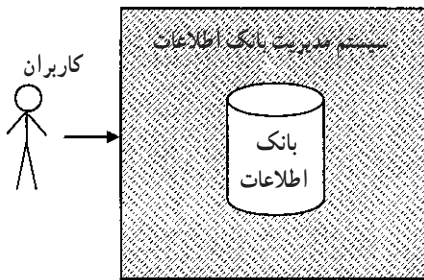 سیستم مدیریت بانک اطلاعات
کاربران
بانک
اطلاعات